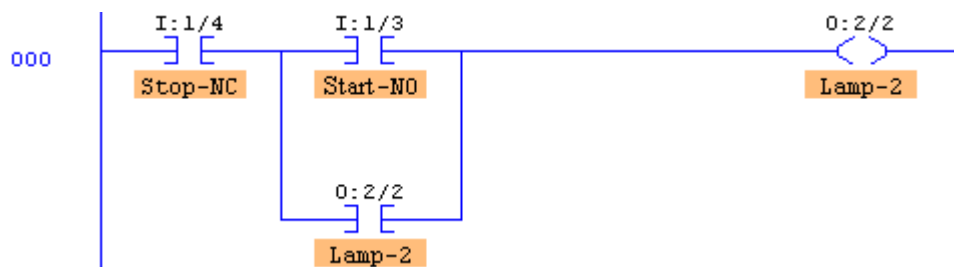 I:1/4 I:1/3 O:2/2
000
Stop-NC Start-NO Lamp-2
O:2/2
Lamp-2